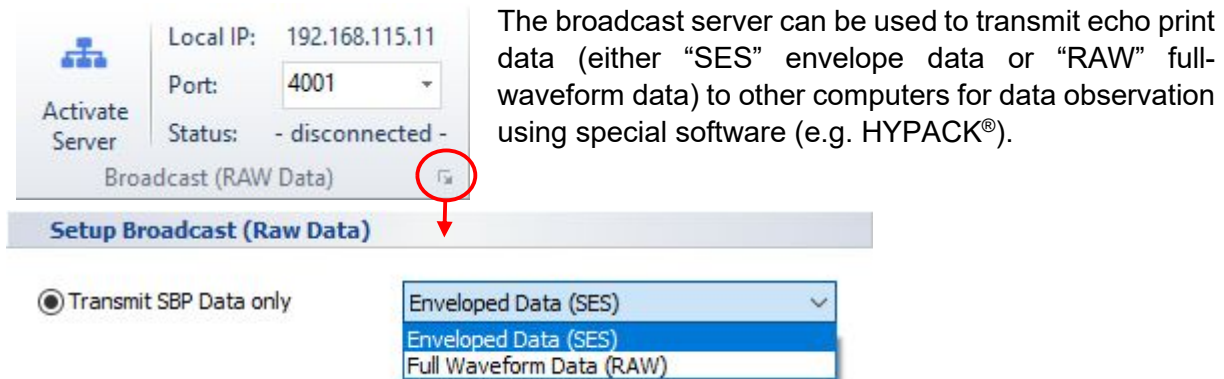 Local IP: 192.168.115.11
Port: 4001
Activate
Server
Status: - disconnected -
Broadcast (RAW Data)
The broadcast server can be used to transmit echo print
data (either “SES” envelope data or “RAW” full-
waveform data) to other computers for data observation
using special software (e.g. HYPACK®).
Setup Broadcast (Raw Data)
Transmit SBP Data only
Enveloped Data (SES)
Enveloped Data (SES)
Full Waveform Data (RAW)